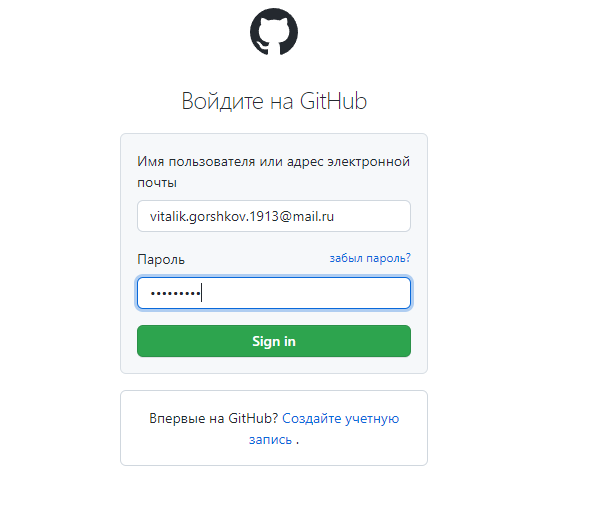 Войдите на GitHub
Имя пользователя или адрес электронной
почты
vitalik.gorshkov.1913@mail.ru
Пароль
забыл пароль?
•••••••••
Sign in
Впервые на GitHub? Создайте учетную
запись .